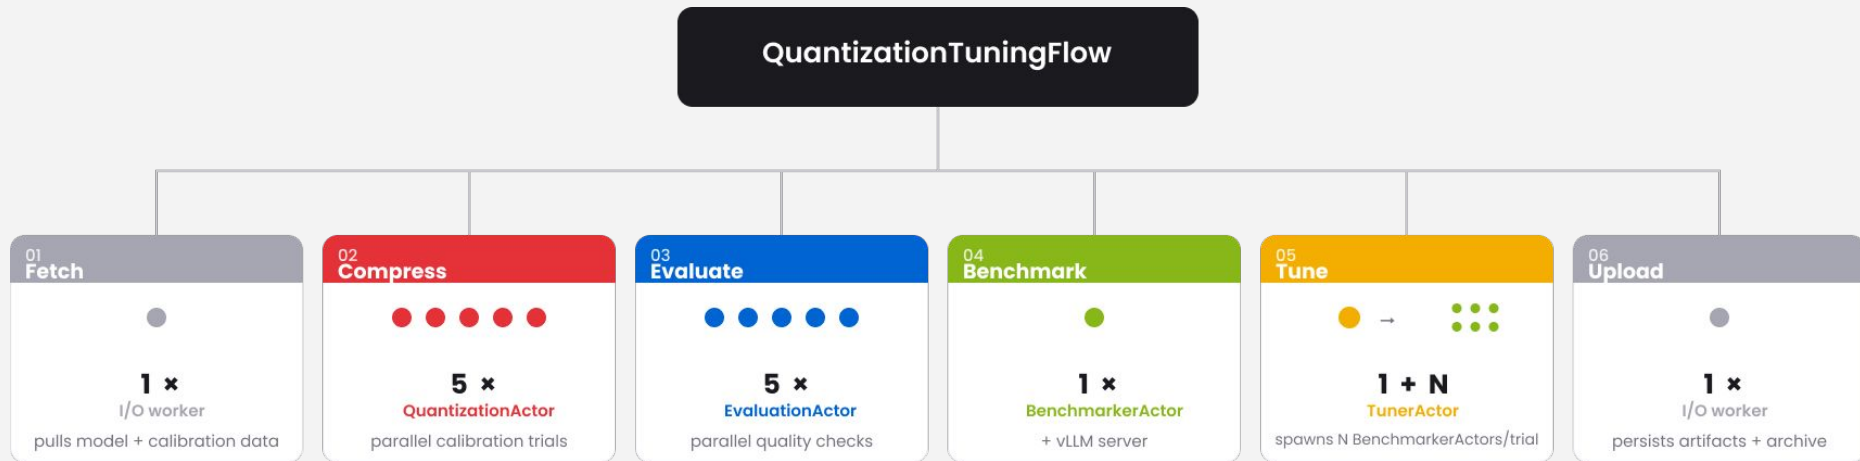 QuantizationTuningFlow
01
Fetch
1 ×
I/O worker
pulls model + calibration data
02
Compress
5 ×
QuantizationActor
parallel calibration trials
03
Evaluate
5 ×
EvaluationActor
parallel quality checks
04
Benchmark
1 ×
BenchmarkerActor
+ vLLM server
05
Tune
→
1 + N
TunerActor
spawns N BenchmarkerActors/trial
06
Upload
1 ×
I/O worker
persists artifacts + archive